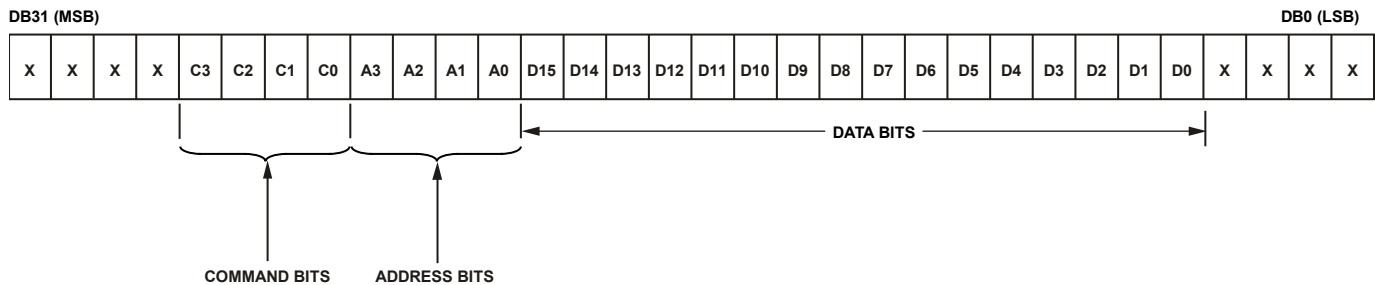 DB31 (MSB) DB0 (LSB)
X X X X C3 C2 C1 C0 A3 A2 A1 A0 D15 D14 D13 D12 D11 D10 D9 D8 D7 D6 D5 D4 D3 D2 D1 D0 X X X X
DATA BITS
COMMAND BITS ADDRESS BITS